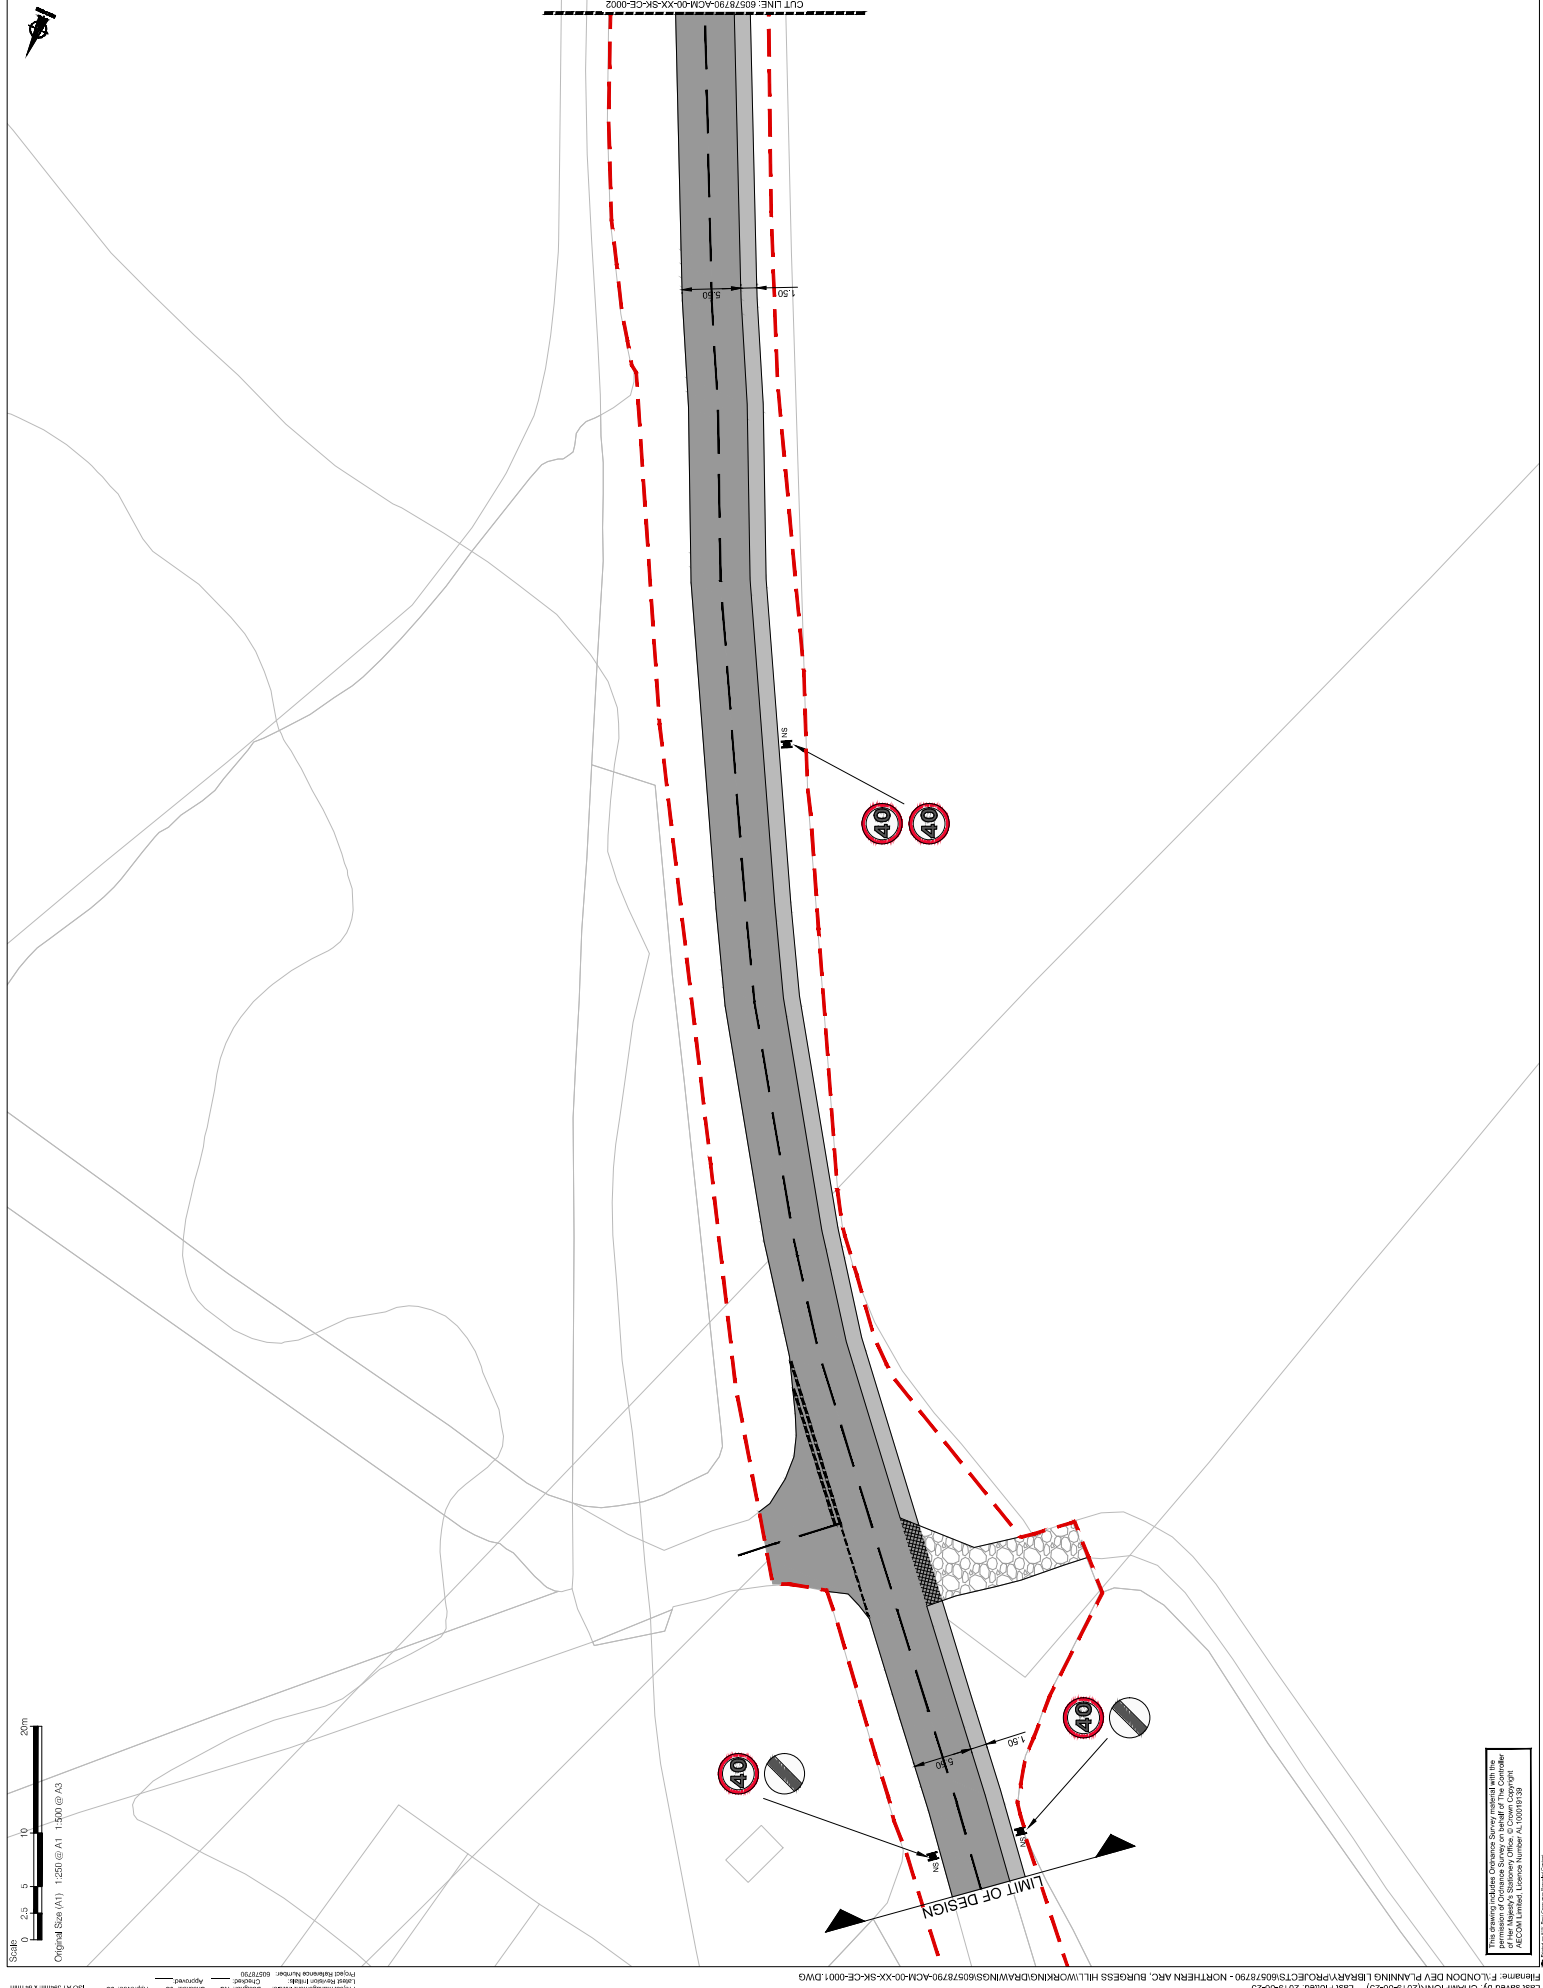 CUT LINE: 60578790-ACM-00-XX-SK-CE-0002
5.50
1.50
NS
40
40
40
40
5.50
1.50
NS
NS
LIMIT OF DESIGN
Scale
0
2.5
5
10
20m
Original Size (A1) 1:250 @ A1 1:500 @ A3
This drawing includes Ordnance Survey material with the
permission of Ordnance Survey on behalf of The Controller
of Her Majesty's Stationery Office, © Crown Copyright
AECOM Limited. Licence Number AL100019139
Project Reference Number: 60578790
Latest Revision Initials:
Checked:
Approved:
Filename: F:\LONDON DEV PLANNING LIBRARY\PROJECTS\60578790 - NORTHERN ARC, BURGESS HILL\WORKING\DRAWINGS\60578790-ACM-00-XX-SK-CE-0001.DWG